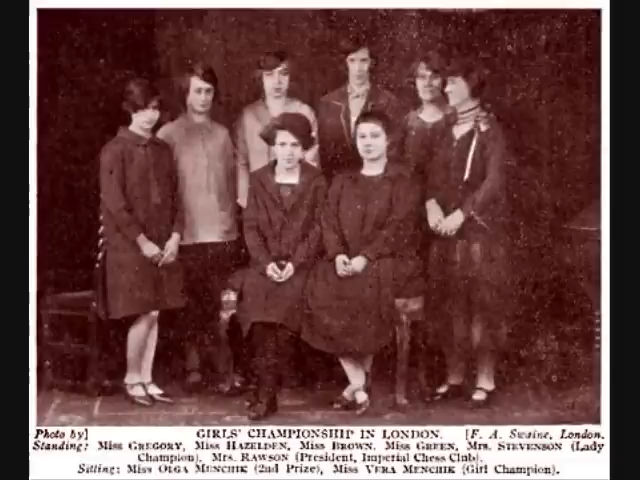 Photo by] GIRLS' CHAMPIONSHIP IN LONDON. [F. A. Swaine, London.
Standing: Miss GREGORY, Miss HAZELDEN, Miss BROWN, Miss GREEN, Mrs. STEVENSON (Lady
Champion), Mrs. RAWSON (President, Imperial Chess Club).
Sitting: Miss OLGA MENCHIK (2nd Prize), Miss VERA MENCHIK (Girl Champion).